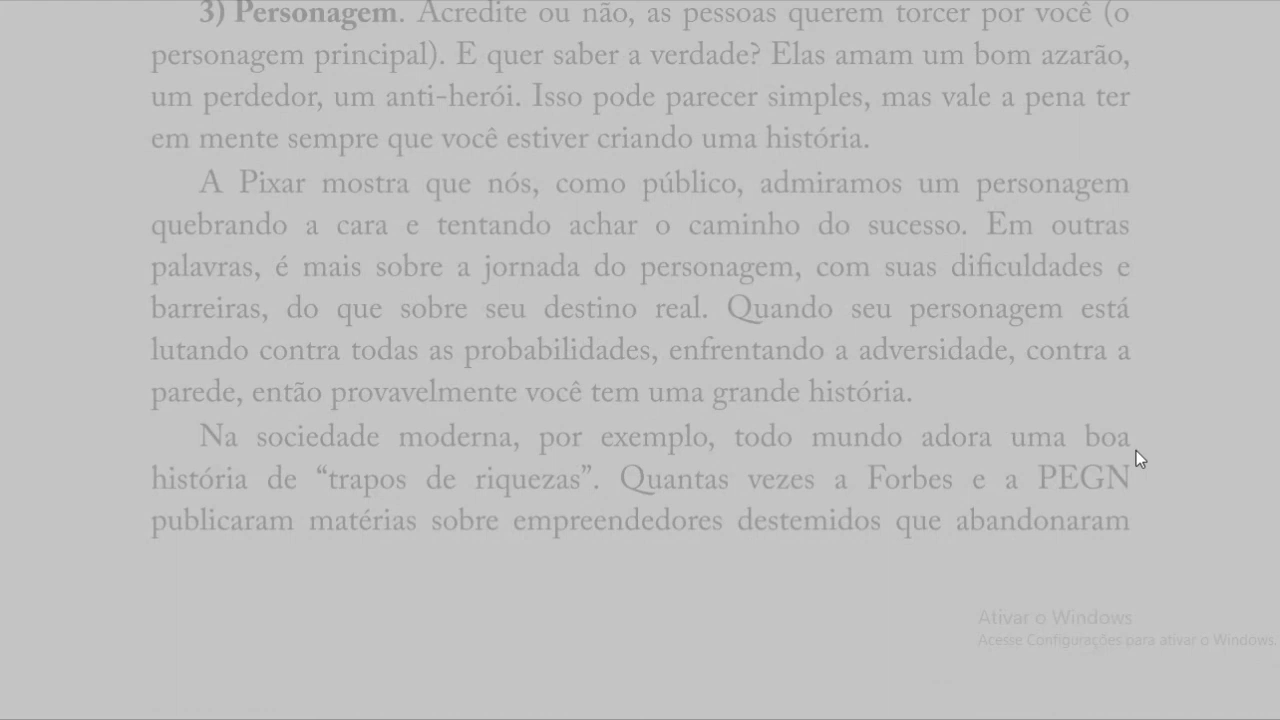 3) Personagem. Acredite ou não, as pessoas querem torcer por você (o
personagem principal). E quer saber a verdade? Elas amam um bom azarão,
um perdedor, um anti-herói. Isso pode parecer simples, mas vale a pena ter
em mente sempre que você estiver criando uma história.
A Pixar mostra que nós, como público, admiramos um personagem
quebrando a cara e tentando achar o caminho do sucesso. Em outras
palavras, é mais sobre a jornada do personagem, com suas dificuldades e
barreiras, do que sobre seu destino real. Quando seu personagem está
lutando contra todas as probabilidades, enfrentando a adversidade, contra a
parede, então provavelmente você tem uma grande história.
Na sociedade moderna, por exemplo, todo mundo adora uma boa
história de “trapos de riquezas”. Quantas vezes a Forbes e a PEGN
publicaram matérias sobre empreendedores destemidos que abandonaram
Ativar o Windows
Acesse Configurações para ativar o Windows.